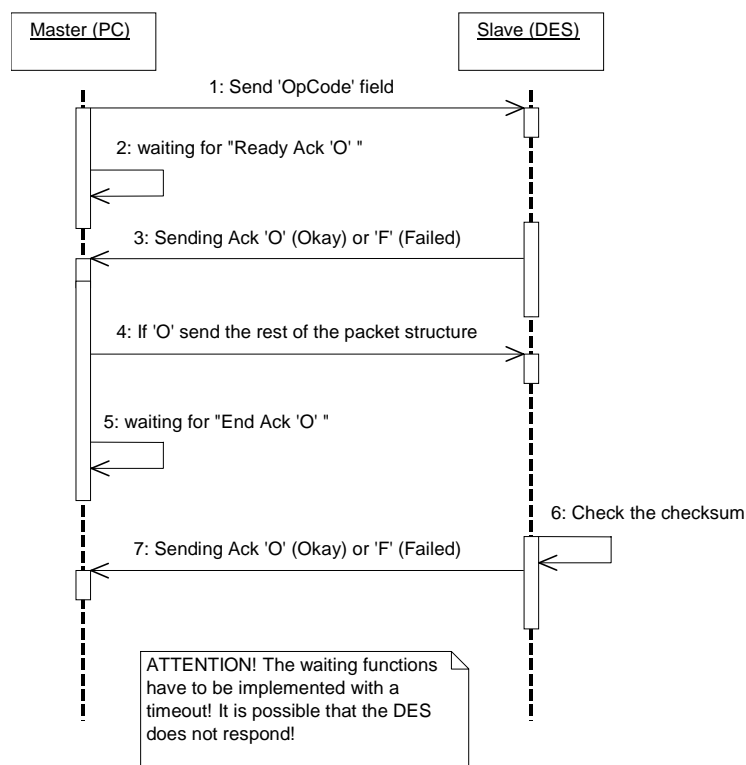 Master (PC)
Slave (DES)
1: Send 'OpCode' field
2: waiting for "Ready Ack 'O' "
3: Sending Ack 'O' (Okay) or 'F' (Failed)
4: If 'O' send the rest of the packet structure
5: waiting for "End Ack 'O' "
6: Check the checksum
7: Sending Ack 'O' (Okay) or 'F' (Failed)
ATTENTION! The waiting functions
have to be implemented with a
timeout! It is possible that the DES
does not respond!